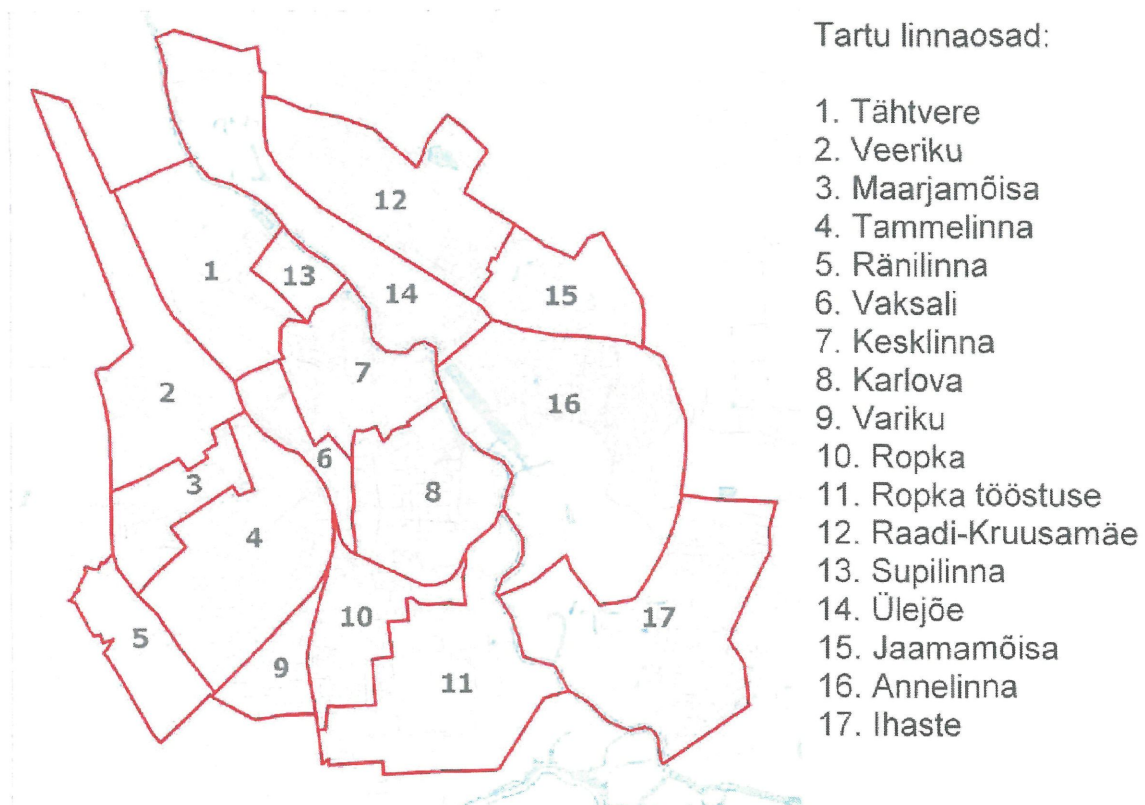 Tartu linnaosad:
1. Tähtvere
2. Veeriku
3. Maarjamõisa
4. Tammelinna
5. Ränilinna
6. Vaksali
7. Kesklinna
8. Karlova
9. Variku
10. Ropka
11. Ropka tööstuse
12. Raadi-Kruusamäe
13. Supilinna
14. Ülejõe
15. Jaamamõisa
16. Annelinna
17. Ihaste
12
1
13
14
15
7
2
16
6
3
8
4
10
17
5
9
11